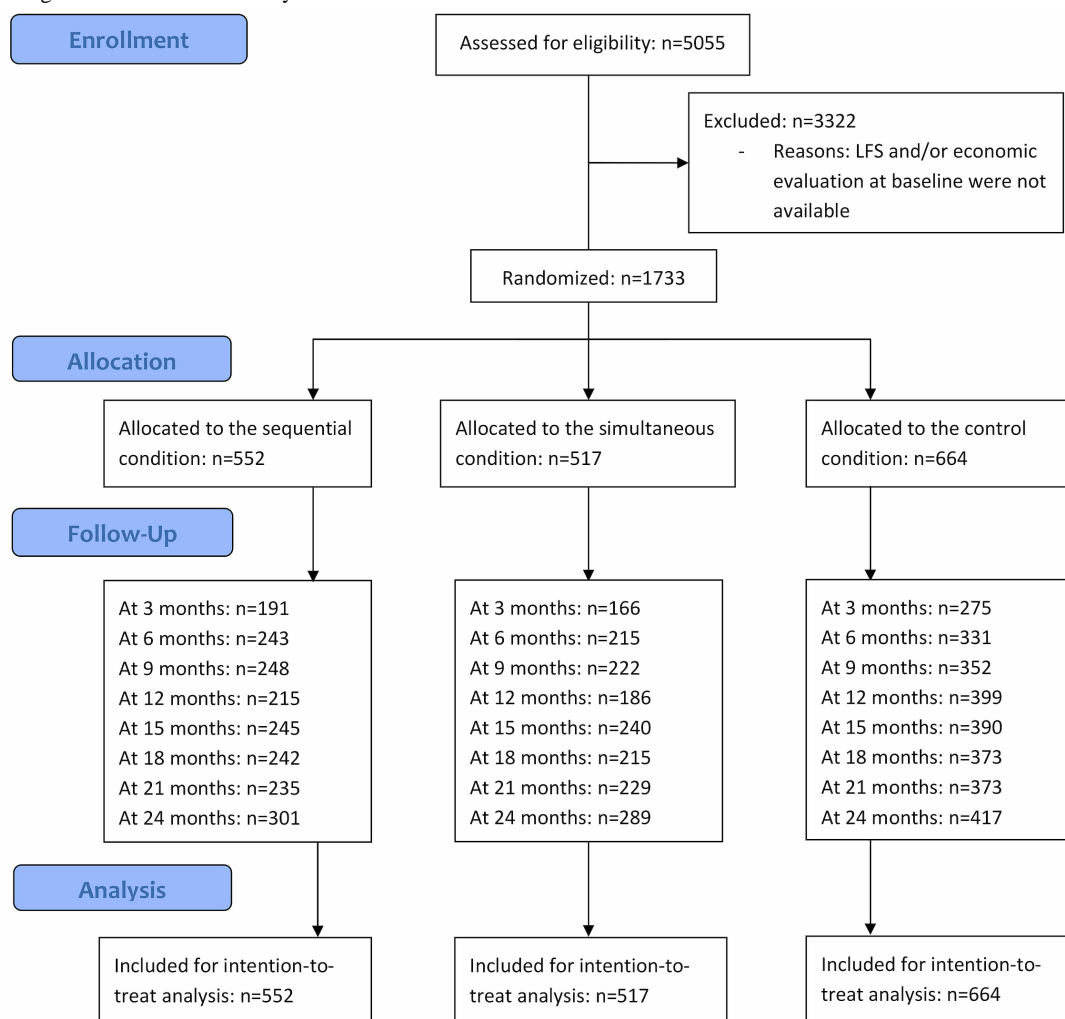 Enrollment
Assessed for eligibility: n=5055
Excluded: n=3322
- Reasons: LFS and/or economic
evaluation at baseline were not
available
Randomized: n=1733
Allocation
Allocated to the sequential
condition: n=552
Allocated to the simultaneous
condition: n=517
Allocated to the control
condition: n=664
Follow-Up
At 3 months: n=191
At 6 months: n=243
At 9 months: n=248
At 12 months: n=215
At 15 months: n=245
At 18 months: n=242
At 21 months: n=235
At 24 months: n=301
At 3 months: n=166
At 6 months: n=215
At 9 months: n=222
At 12 months: n=186
At 15 months: n=240
At 18 months: n=215
At 21 months: n=229
At 24 months: n=289
At 3 months: n=275
At 6 months: n=331
At 9 months: n=352
At 12 months: n=399
At 15 months: n=390
At 18 months: n=373
At 21 months: n=373
At 24 months: n=417
Analysis
Included for intention-to-
treat analysis: n=552
Included for intention-to-
treat analysis: n=517
Included for intention-to-
treat analysis: n=664